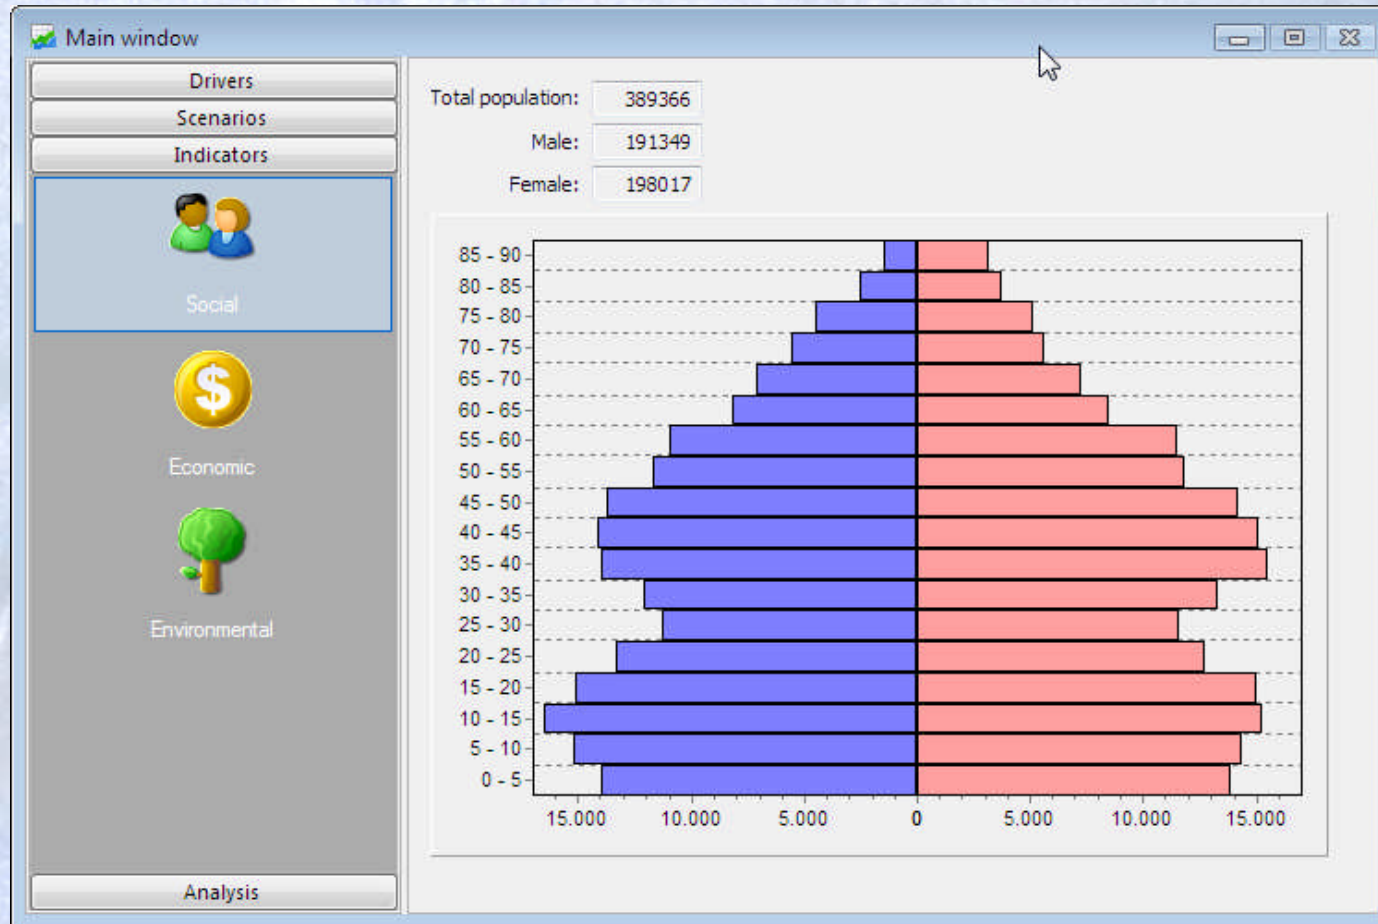 Main window
Drivers
Scenarios
Indicators
Social
Economic
Environmental
Analysis
Total population: 389366
Male: 191349
Female: 198017
85 - 90
80 - 85
75 - 80
70 - 75
65 - 70
60 - 65
55 - 60
50 - 55
45 - 50
40 - 45
35 - 40
30 - 35
25 - 30
20 - 25
15 - 20
10 - 15
5 - 10
0 - 5
15.000 10.000 5.000 0 5.000 10.000 15.000